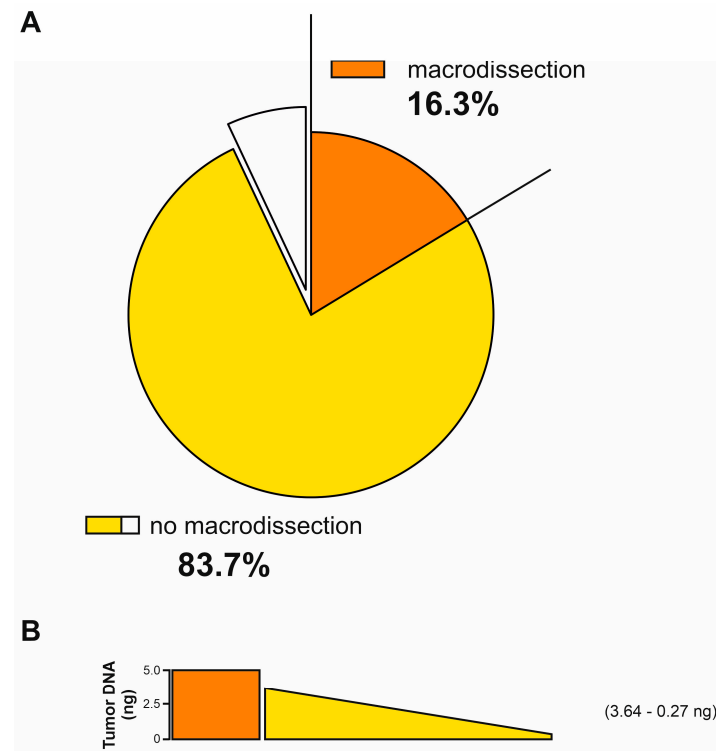 A
macrodissection
16.3%
no macrodissection
83.7%
B
Tumor DNA
(ng)
5.0
2.5
0
(3.64 - 0.27 ng)